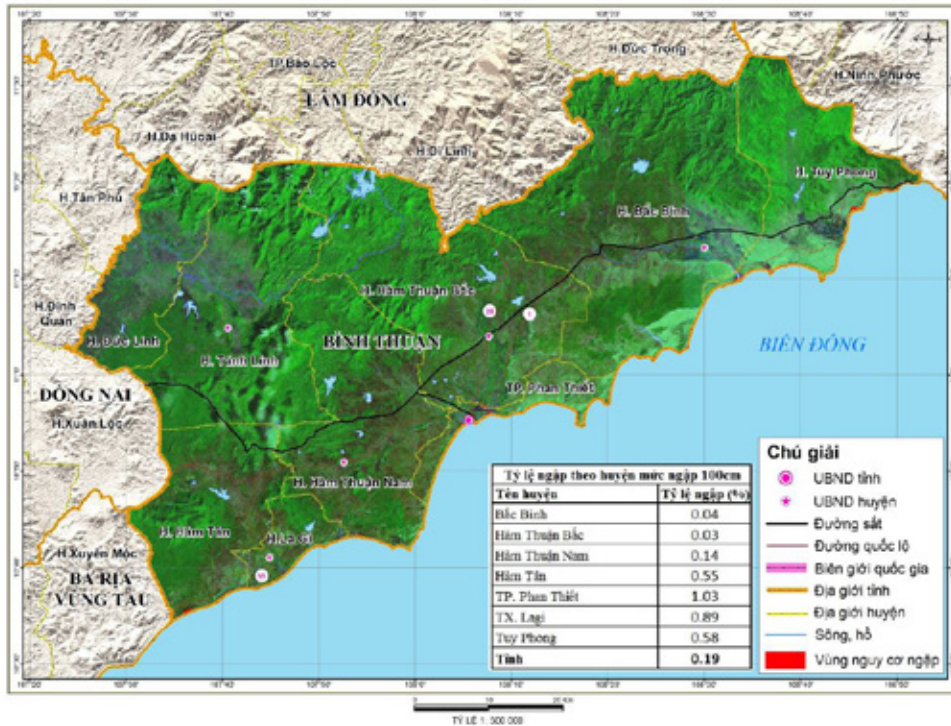 H.Đức Trọng
TP.Bảo Lộc
H.Ninh Phước
LÂM ĐỒNG
H.Đạ Huoai
H.Di Linh
H.Tân Phú
H. Tuy Phong
H. Bắc Bình
H. Hàm Thuận Bắc
H.Định Quán
H. Đức Linh
H. Tánh Linh
BÌNH THUẬN
BIỂN ĐÔNG
TP. Phan Thiết
ĐỒNG NAI
H.Xuân Lộc
H. Hàm Thuận Nam
H. Hàm Tân
H.La Gi
H.Xuyên Mộc
BÀ RỊA
VŨNG TÀU
Tỷ lệ ngập theo huyện mức ngập 100cm
Tên huyện Tỷ lệ ngập (%)
Bắc Bình 0.04
Hàm Thuận Bắc 0.03
Hàm Thuận Nam 0.14
Hàm Tân 0.55
TP. Phan Thiết 1.03
TX. Lagi 0.89
Tuy Phong 0.58
Tỉnh 0.19
Chú giải
UBND tỉnh
UBND huyện
Đường sắt
Đường quốc lộ
Biên giới quốc gia
Địa giới tỉnh
Địa giới huyện
Sông, hồ
Vùng nguy cơ ngập
TỶ LỆ 1: 300 000